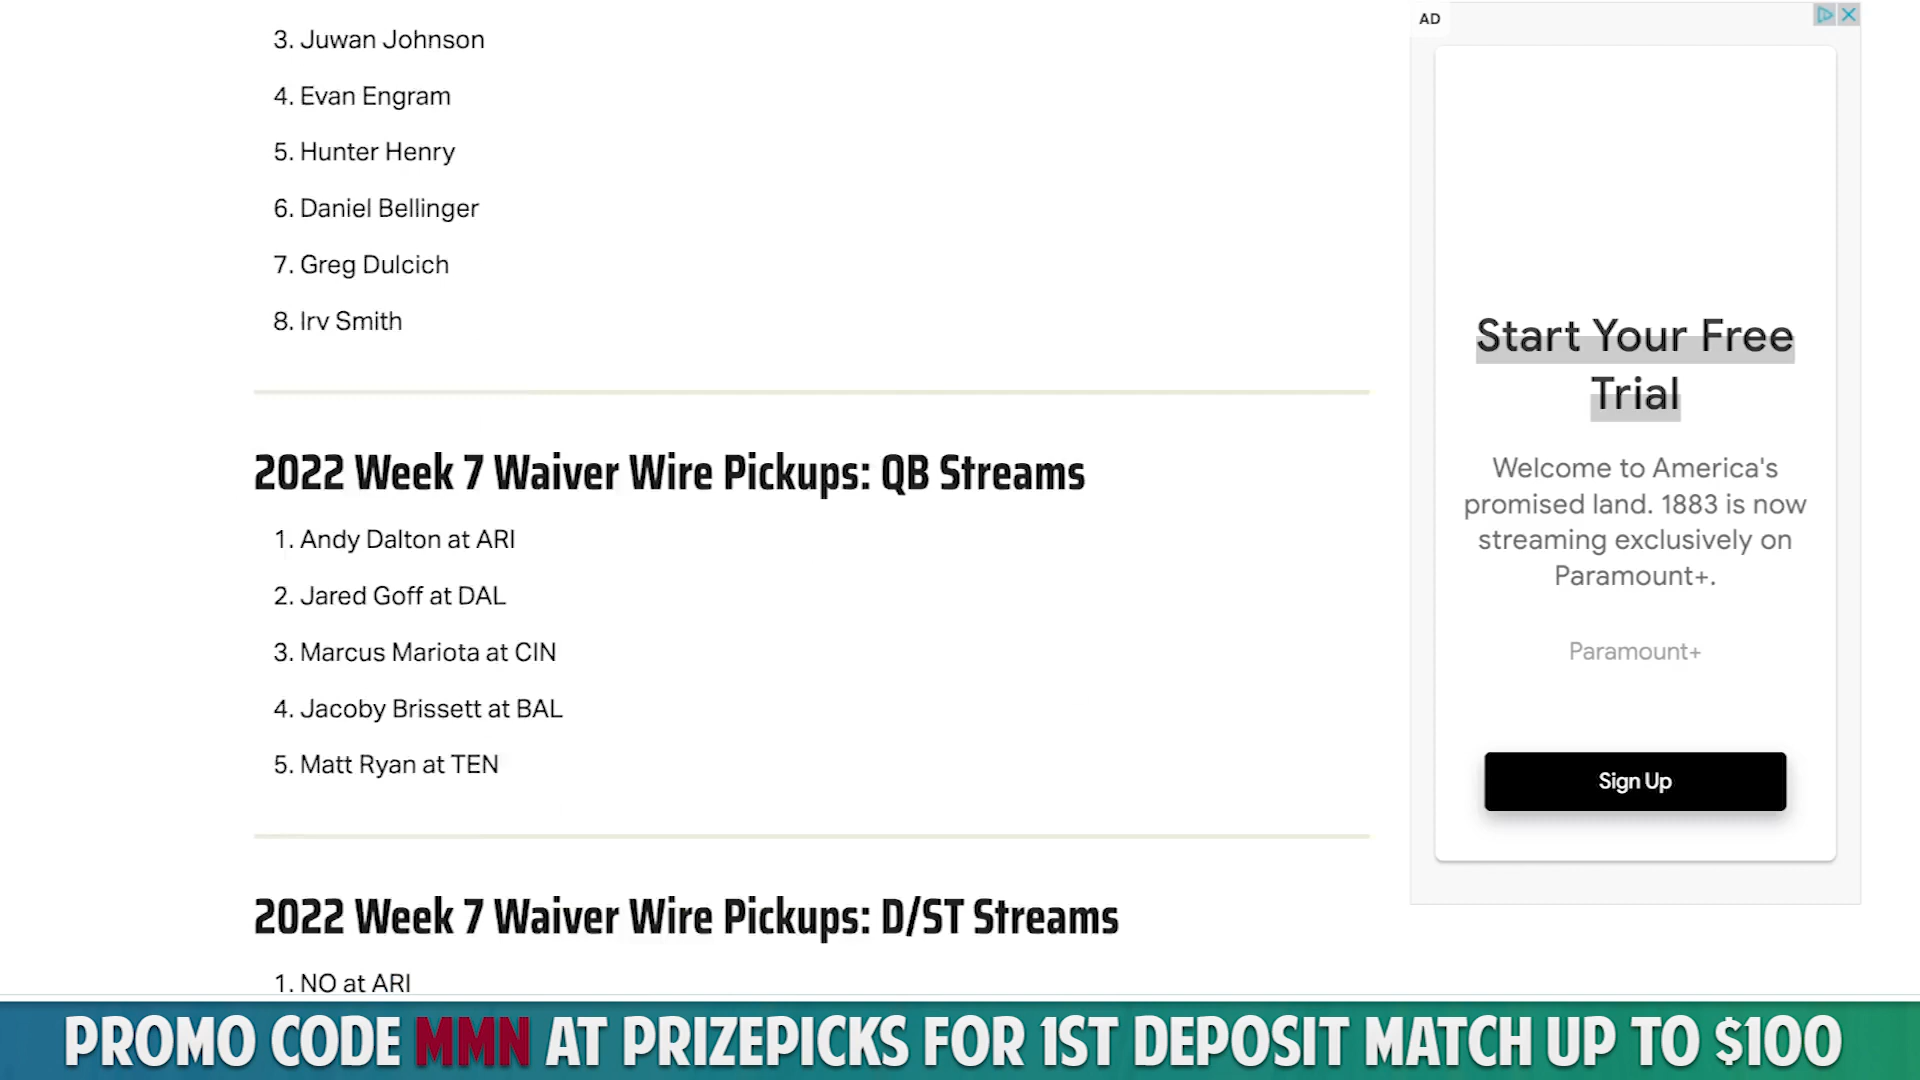 3. Juwan Johnson
4. Evan Engram
5. Hunter Henry
6. Daniel Bellinger
7. Greg Dulcich
8. Irv Smith
2022 Week 7 Waiver Wire Pickups: QB Streams
1. Andy Dalton at ARI
2. Jared Goff at DAL
3. Marcus Mariota at CIN
4. Jacoby Brissett at BAL
5. Matt Ryan at TEN
2022 Week 7 Waiver Wire Pickups: D/ST Streams
1. NO at ARI
AD
Start Your Free
Trial
Welcome to America's
promised land. 1883 is now
streaming exclusively on
Paramount+.
Paramount+
Sign Up
PROMO CODE MMN AT PRIZEPICKS FOR 1ST DEPOSIT MATCH UP TO $100